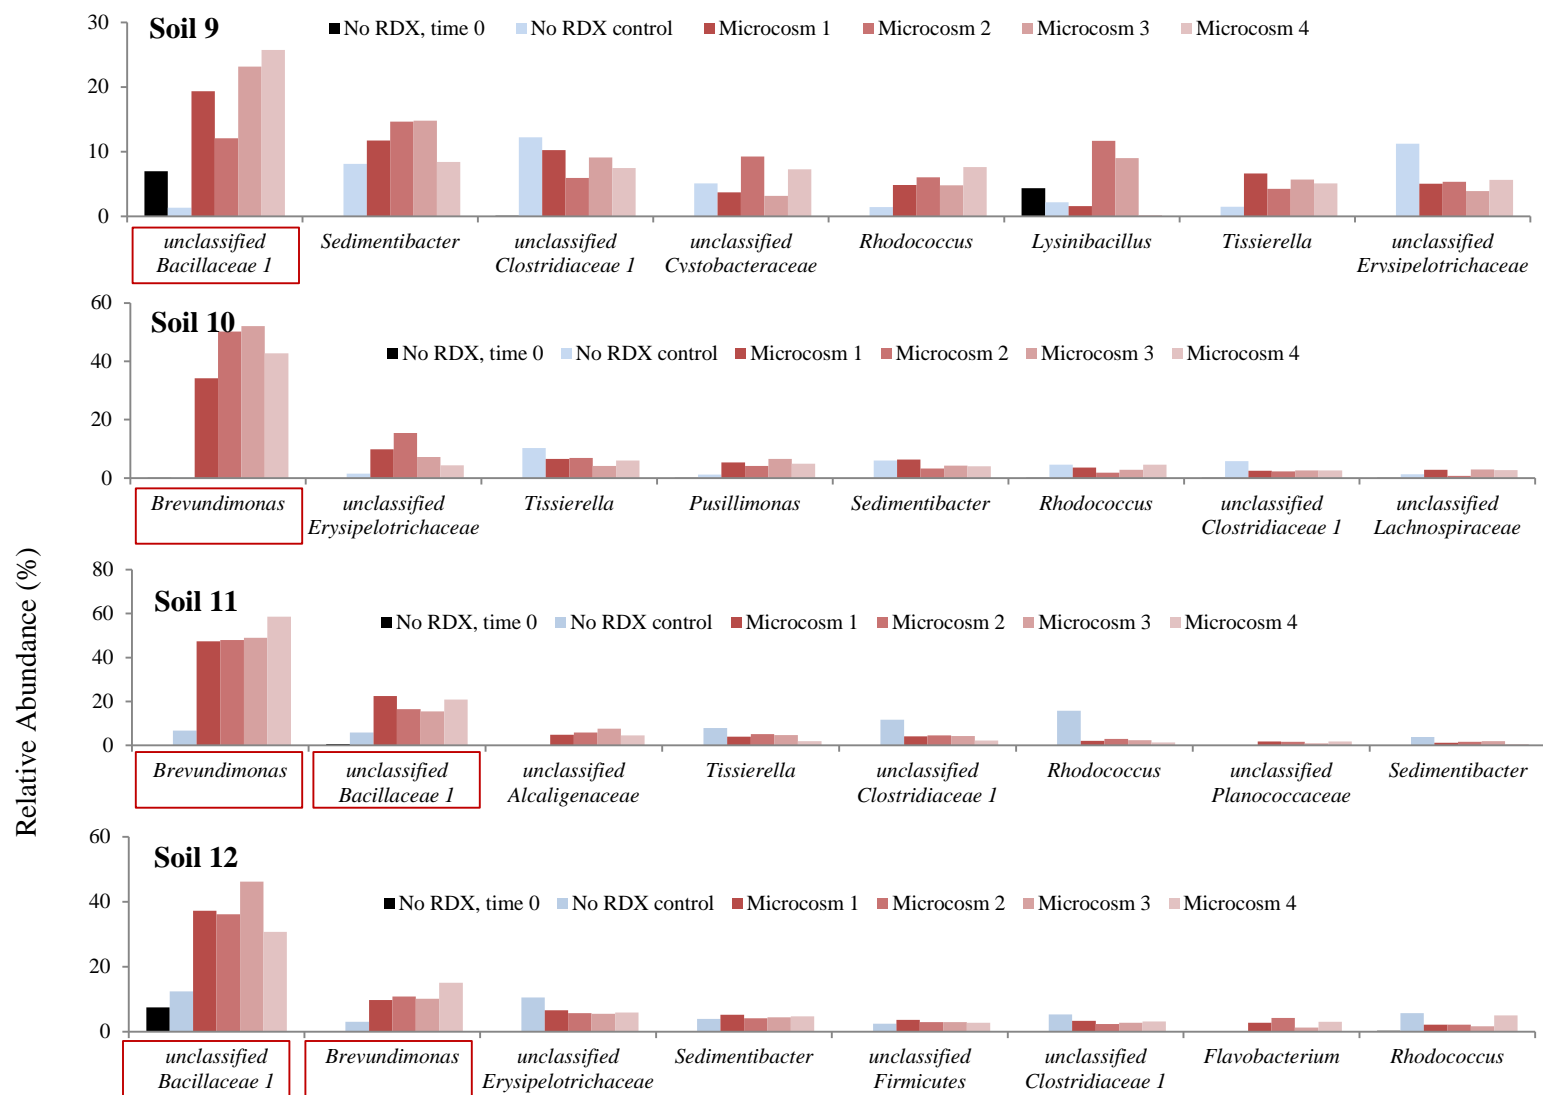 Relative Abundance (%)
Soil 9
No RDX, time 0 No RDX control Microcosm 1 Microcosm 2 Microcosm 3 Microcosm 4
30
20
10
0
unclassified Sedimentibacter unclassified unclassified Rhodococcus Lysinibacillus Tissierella unclassified
Bacillaceae 1 Clostridiaceae 1 Cystobacteraceae Erysipelotrichaceae
Soil 10
No RDX, time 0 No RDX control Microcosm 1 Microcosm 2 Microcosm 3 Microcosm 4
60
40
20
0
Brevundimonas unclassified Tissierella Pusillimonas Sedimentibacter Rhodococcus unclassified unclassified
Erysipelotrichaceae Clostridiaceae 1 Lachnospiraceae
Soil 11
No RDX, time 0 No RDX control Microcosm 1 Microcosm 2 Microcosm 3 Microcosm 4
80
60
40
20
0
Brevundimonas unclassified unclassified Tissierella unclassified Rhodococcus unclassified Sedimentibacter
Bacillaceae 1 Alcaligenaceae Clostridiaceae 1 Planococcaceae
Soil 12
No RDX, time 0 No RDX control Microcosm 1 Microcosm 2 Microcosm 3 Microcosm 4
60
40
20
0
unclassified Brevundimonas unclassified Sedimentibacter unclassified unclassified Flavobacterium Rhodococcus
Bacillaceae 1 Erysipelotrichaceae Firmicutes Clostridiaceae 1